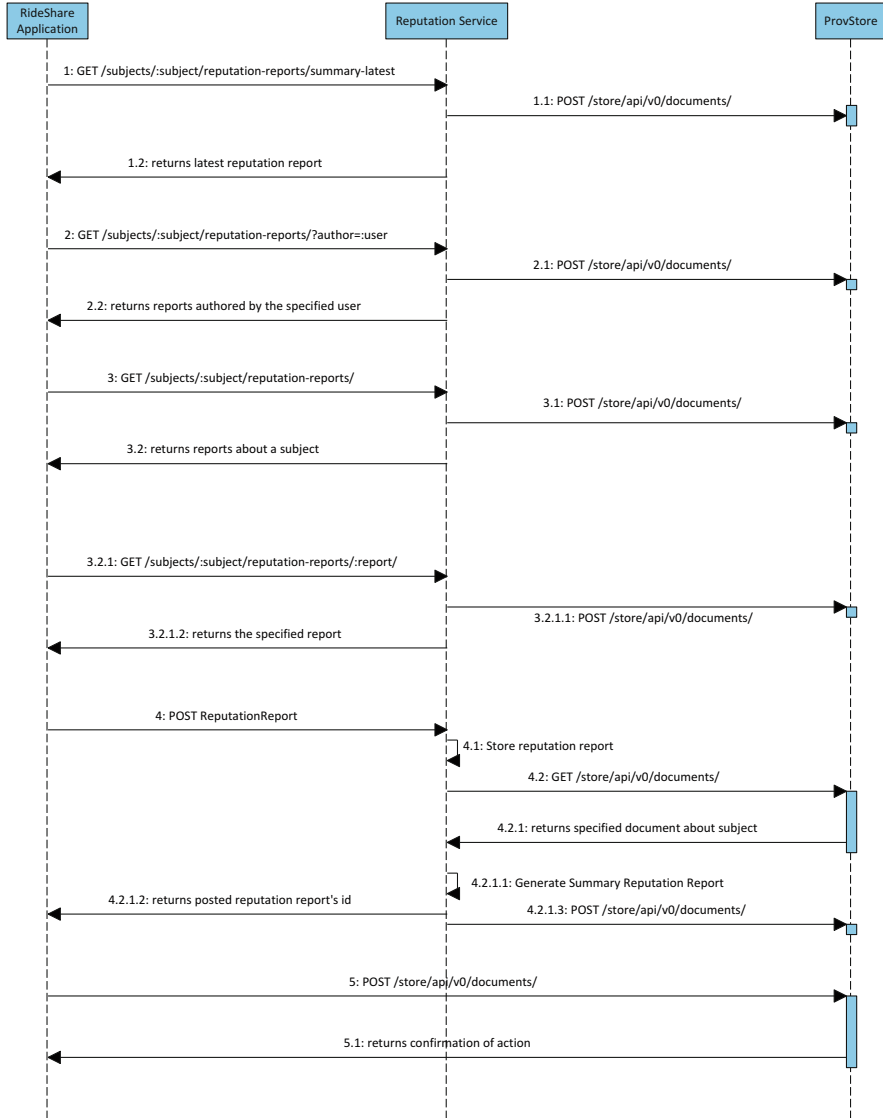 RideShare
Application
Reputation Service
ProvStore
1: GET /subjects/:subject/reputation-reports/summary-latest
1.1: POST /store/api/v0/documents/
1.2: returns latest reputation report
2: GET /subjects/:subject/reputation-reports/?author=:user
2.1: POST /store/api/v0/documents/
2.2: returns reports authored by the specified user
3: GET /subjects/:subject/reputation-reports/
3.1: POST /store/api/v0/documents/
3.2: returns reports about a subject
3.2.1: GET /subjects/:subject/reputation-reports/:report/
3.2.1.1: POST /store/api/v0/documents/
3.2.1.2: returns the specified report
4: POST ReputationReport
4.1: Store reputation report
4.2: GET /store/api/v0/documents/
4.2.1: returns specified document about subject
4.2.1.1: Generate Summary Reputation Report
4.2.1.2: returns posted reputation report's id
4.2.1.3: POST /store/api/v0/documents/
5: POST /store/api/v0/documents/
5.1: returns confirmation of action